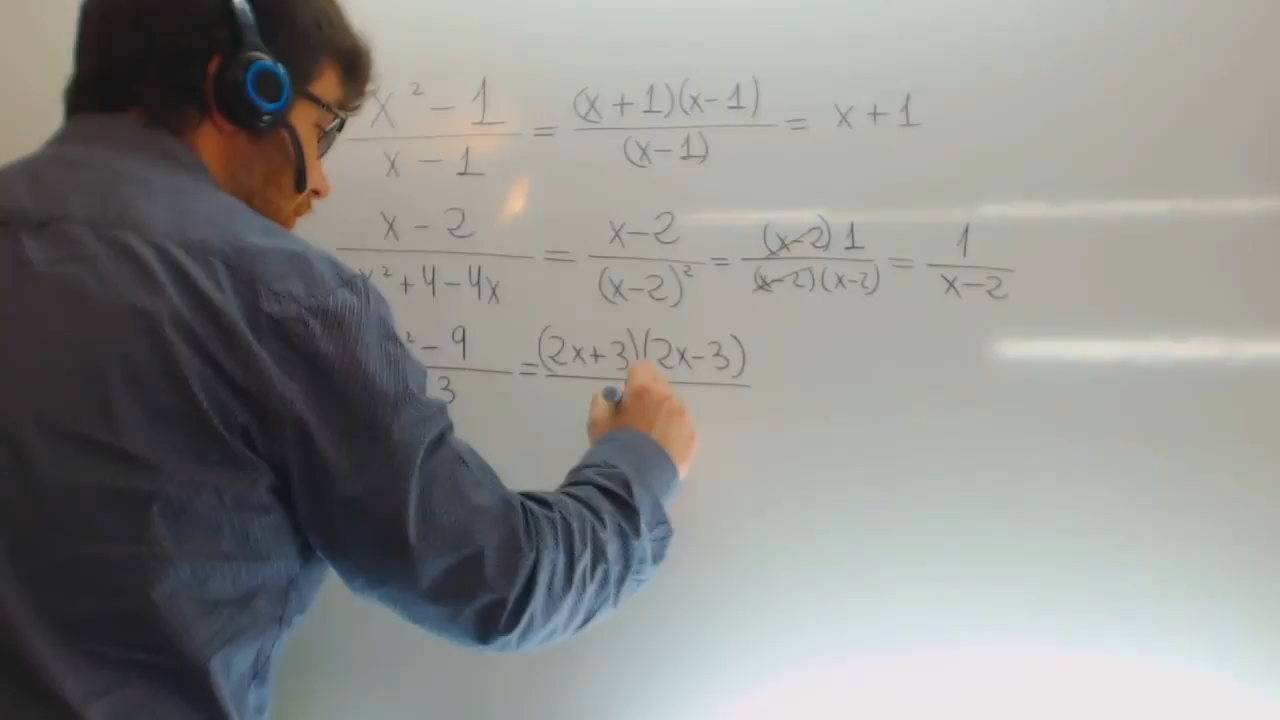 x² - 1 / x - 1 = (x+1)(x-1) / (x-1) = x + 1
x - 2 / x² + 4 - 4x = x-2 / (x-2)² = (x-2) 1 / (x-2)(x-2) = 1 / x-2
² - 9 / 3 = (2x+3)(2x-3)